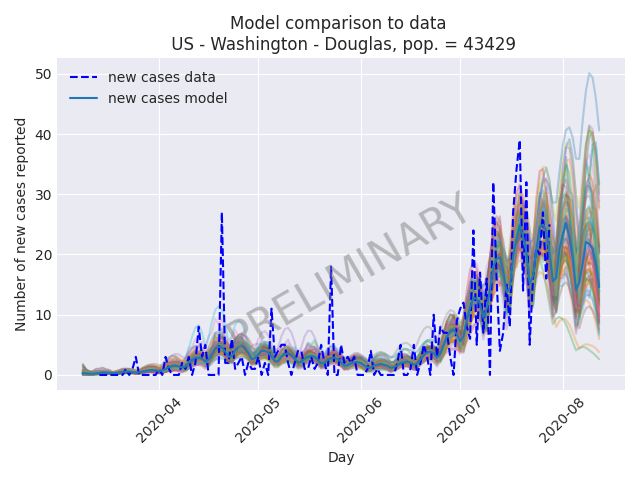 Model comparison to data
US - Washington - Douglas, pop. = 43429
new cases data
new cases model
Number of new cases reported
50
40
30
20
10
0
PRELIMINARY
2020-04
2020-05
2020-06
2020-07
2020-08
Day